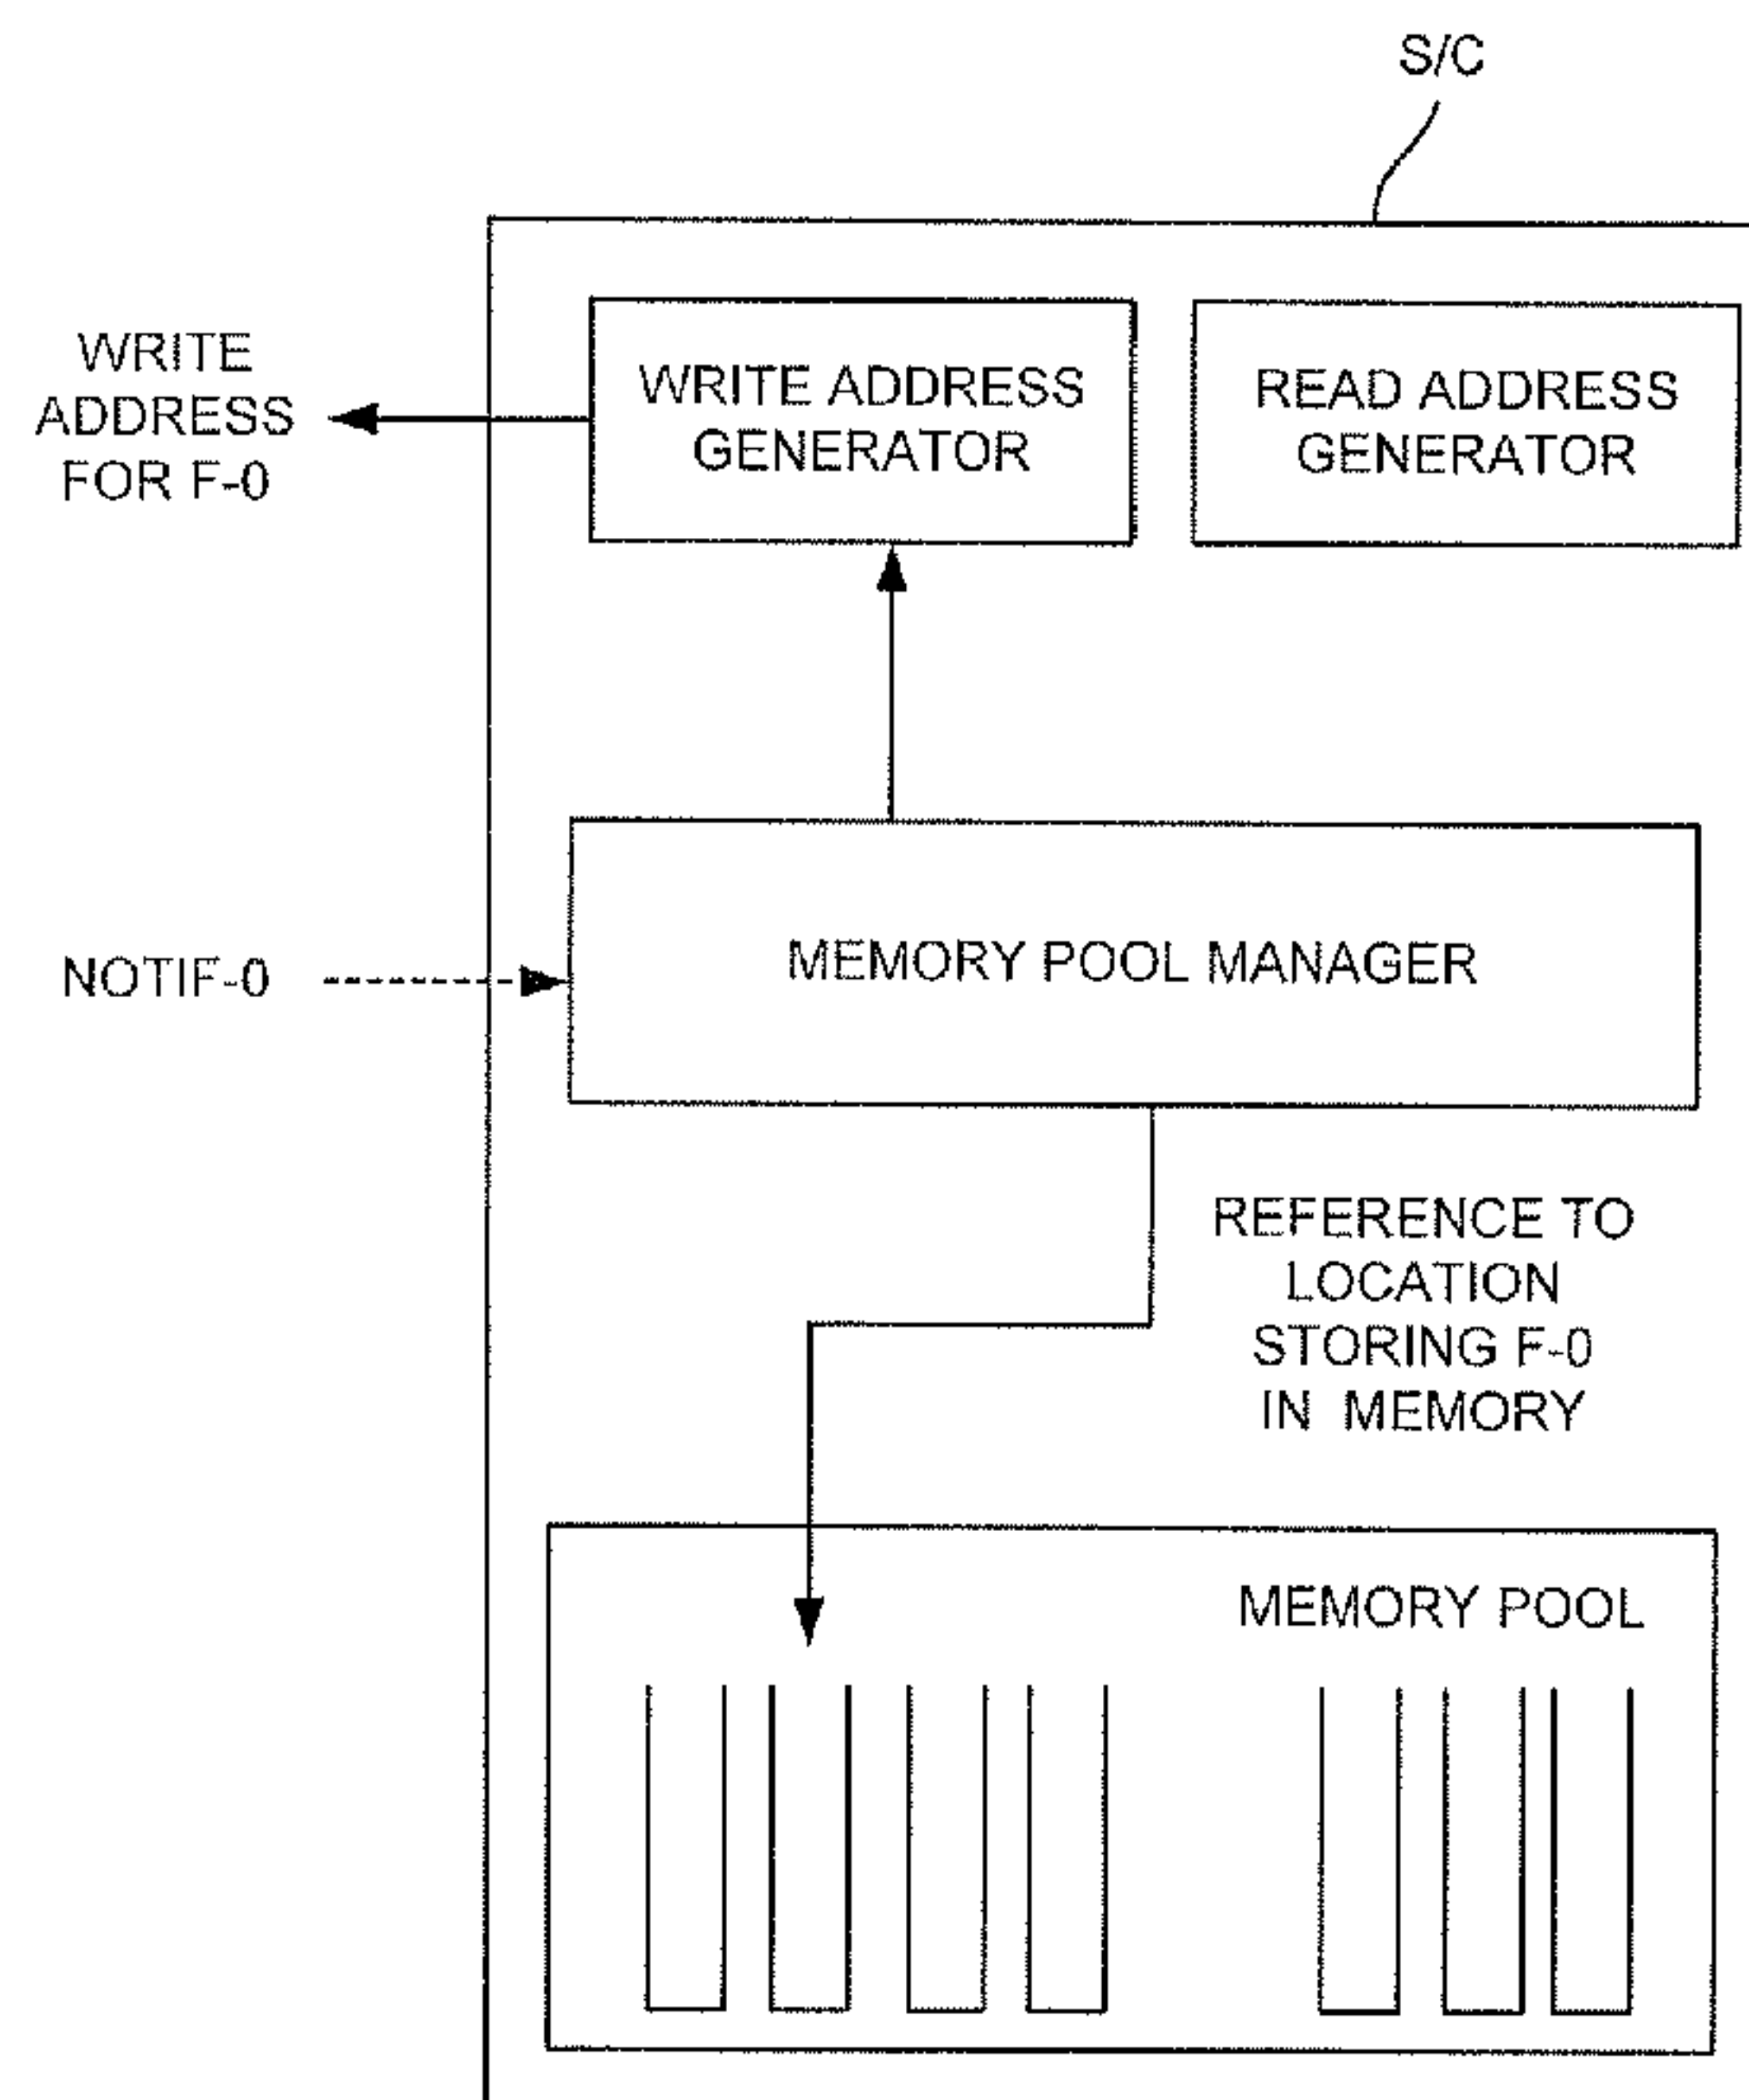 S/C
WRITE
ADDRESS
FOR F-0
WRITE ADDRESS
GENERATOR
READ ADDRESS
GENERATOR
NOTIF-0
MEMORY POOL MANAGER
REFERENCE TO
LOCATION
STORING F-0
IN MEMORY
MEMORY POOL